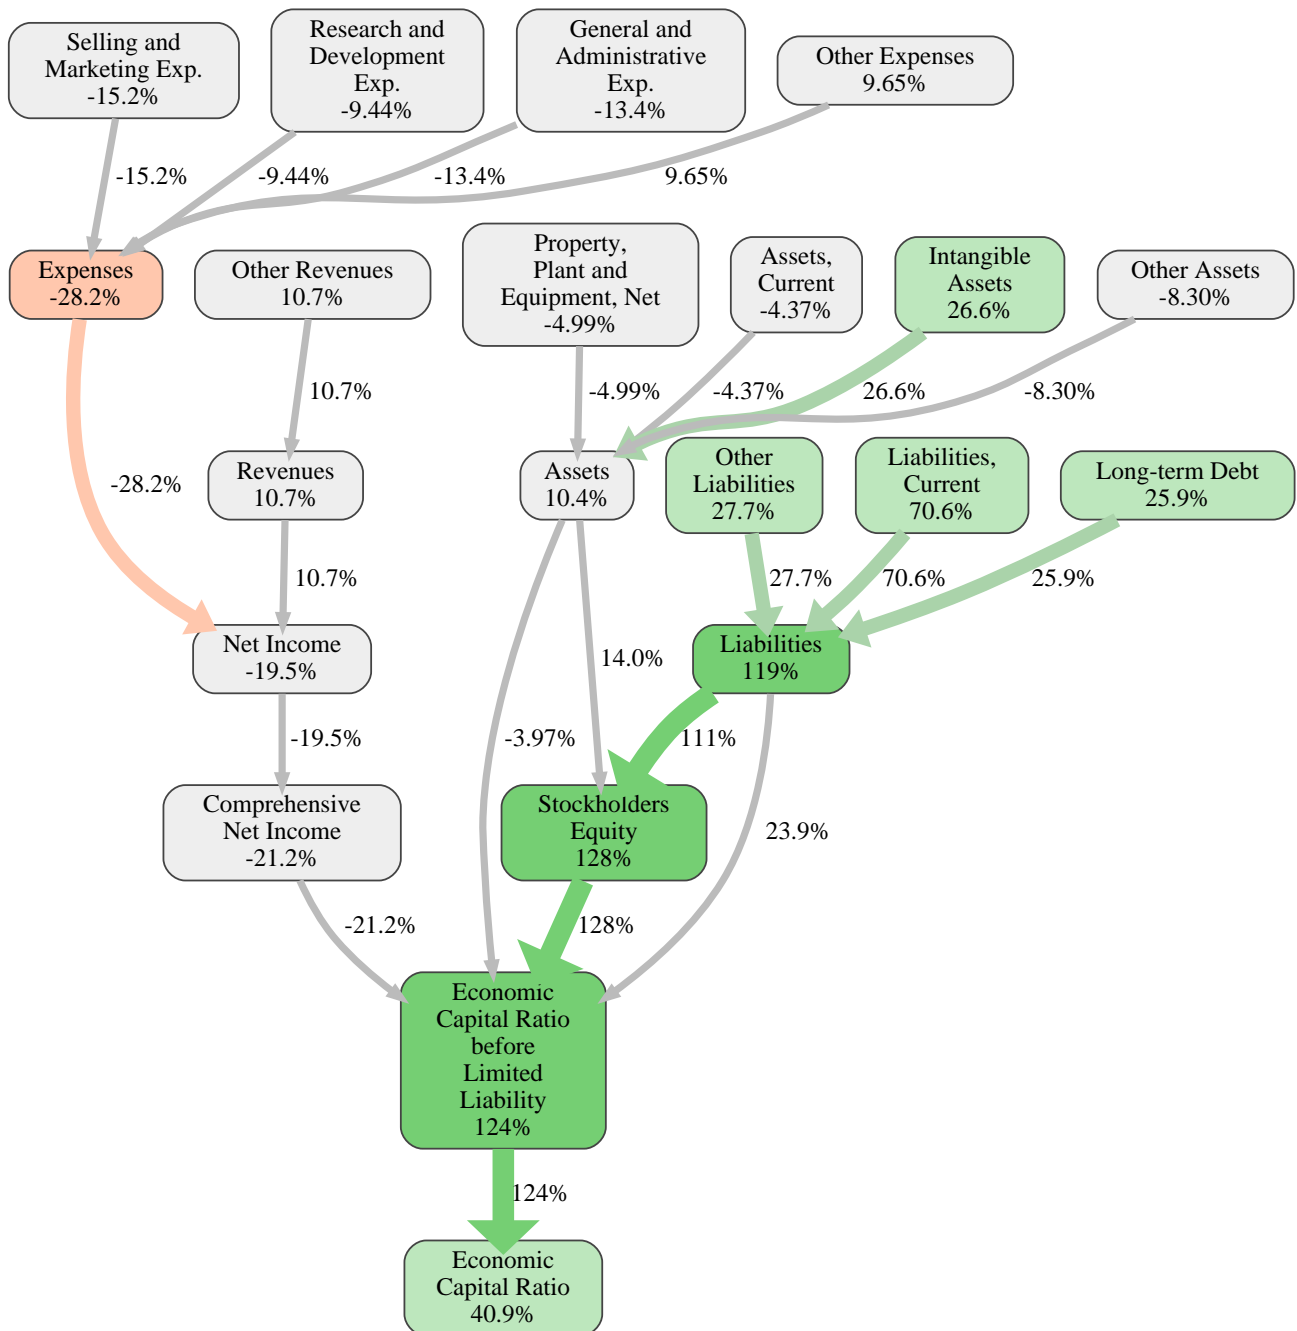 Selling and
Marketing Exp.
-15.2%
Research and
Development
Exp.
-9.44%
General and
Administrative
Exp.
-13.4%
Other Expenses
9.65%
-15.2%
-9.44%
-13.4%
9.65%
Expenses
-28.2%
Other Revenues
10.7%
Property,
Plant and
Equipment, Net
-4.99%
Assets,
Current
-4.37%
Intangible
Assets
26.6%
Other Assets
-8.30%
10.7%
-4.99%
-4.37%
26.6%
-8.30%
-28.2%
Revenues
10.7%
Assets
10.4%
Other
Liabilities
27.7%
Liabilities,
Current
70.6%
Long-term Debt
25.9%
10.7%
27.7%
70.6%
25.9%
Net Income
-19.5%
14.0%
Liabilities
119%
-19.5%
-3.97%
111%
Comprehensive
Net Income
-21.2%
Stockholders
Equity
128%
23.9%
-21.2%
128%
Economic
Capital Ratio
before
Limited
Liability
124%
124%
Economic
Capital Ratio
40.9%